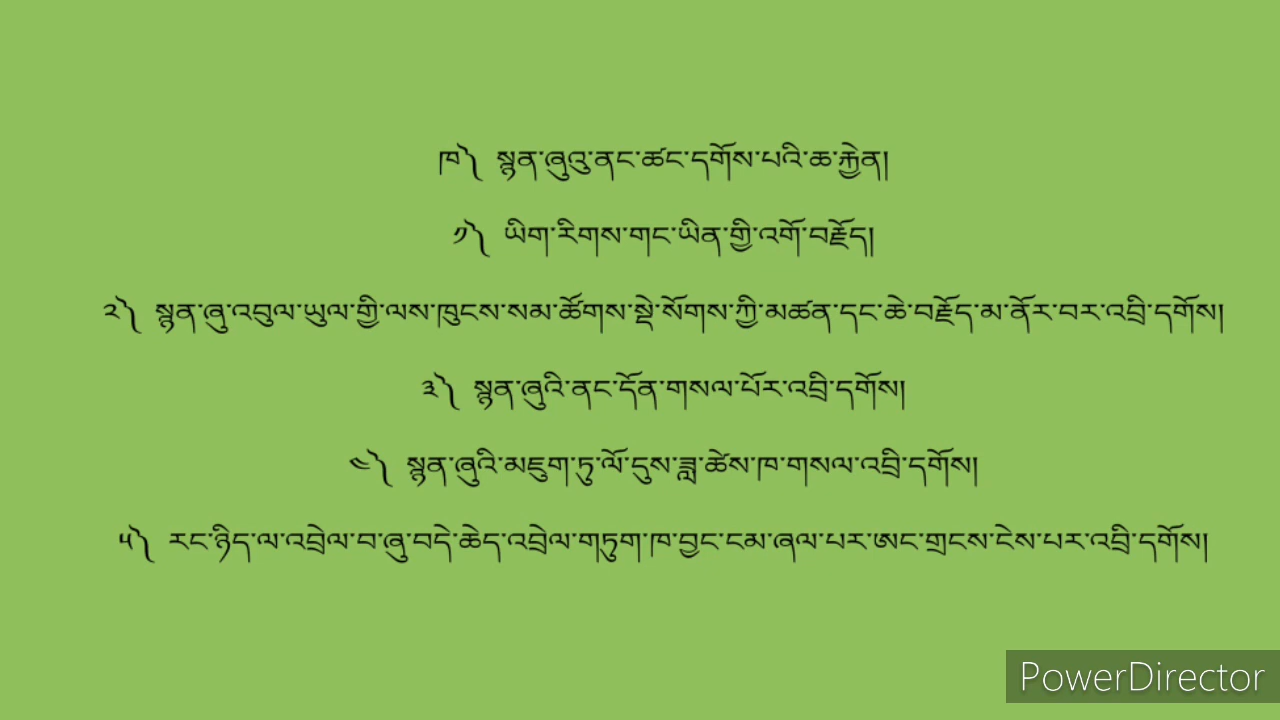 ཁ༽ སྙན་ཞུའུ་ནང་ཚང་དགོས་པའི་ཆ་རྐྱེན།
༡༽ ཡིག་རིགས་གང་ཡིན་གྱི་འགོ་བརྗོད།
༢༽ སྙན་ཞུ་འབུལ་ཡུལ་གྱི་ལས་ཁུངས་སམ་ཚོགས་སྡེ་སོགས་ཀྱི་མཚན་དང་ཆེ་བརྗོད་མ་ནོར་བར་འབྲི་དགོས།
༣༽ སྙན་ཞུའི་ནང་དོན་གསལ་པོར་འབྲི་དགོས།
༤༽ སྙན་ཞུའི་མཇུག་ཏུ་ལོ་དུས་ཟླ་ཚེས་ཁ་གསལ་འབྲི་དགོས།
༥༽ རང་ཉིད་ལ་འབྲེལ་བ་ཞུ་བདེ་ཆེད་འབྲེལ་གཏུག་ཁ་བྱང་ངམ་ཞལ་པར་ཨང་གྲངས་ངེས་པར་འབྲི་དགོས།
PowerDirector